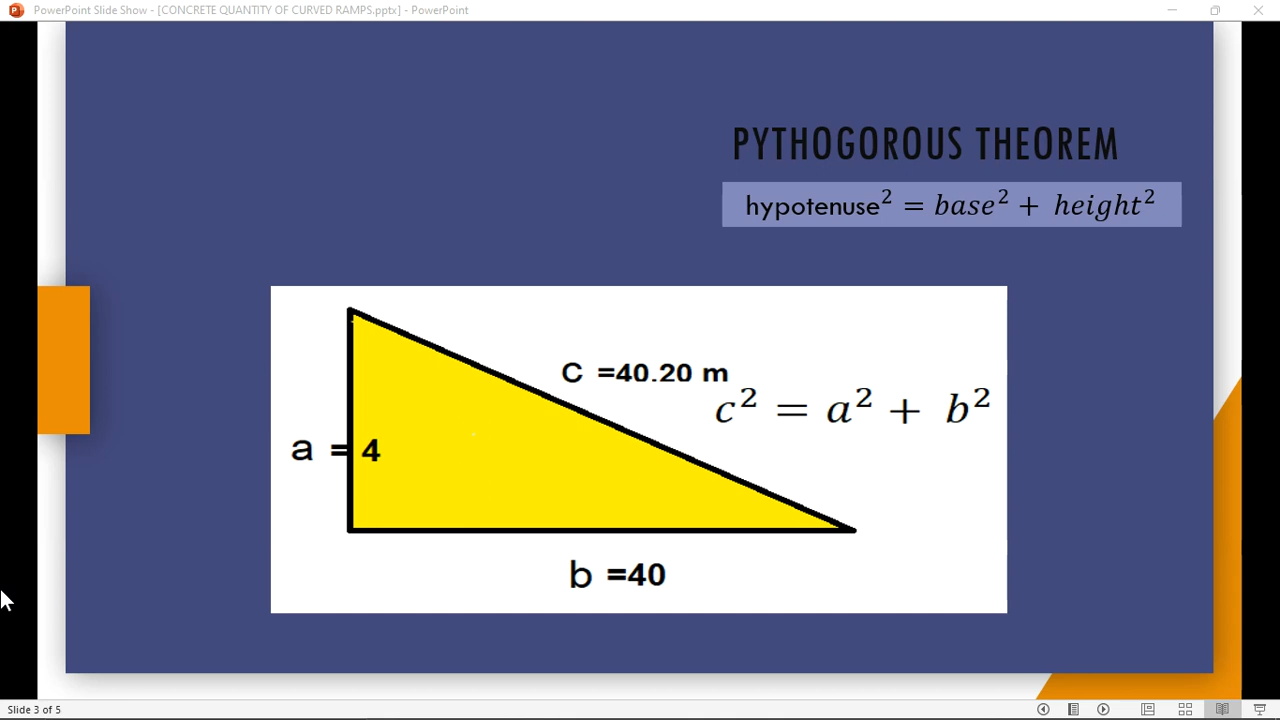 PowerPoint Slide Show - [CONCRETE QUANTITY OF CURVED RAMPS.pptx] - PowerPoint
PYTHOGOROUS THEOREM
hypotenuse² = base² + height²
C =40.20 m
c² = a² + b²
a = 4
b =40
Slide 3 of 5